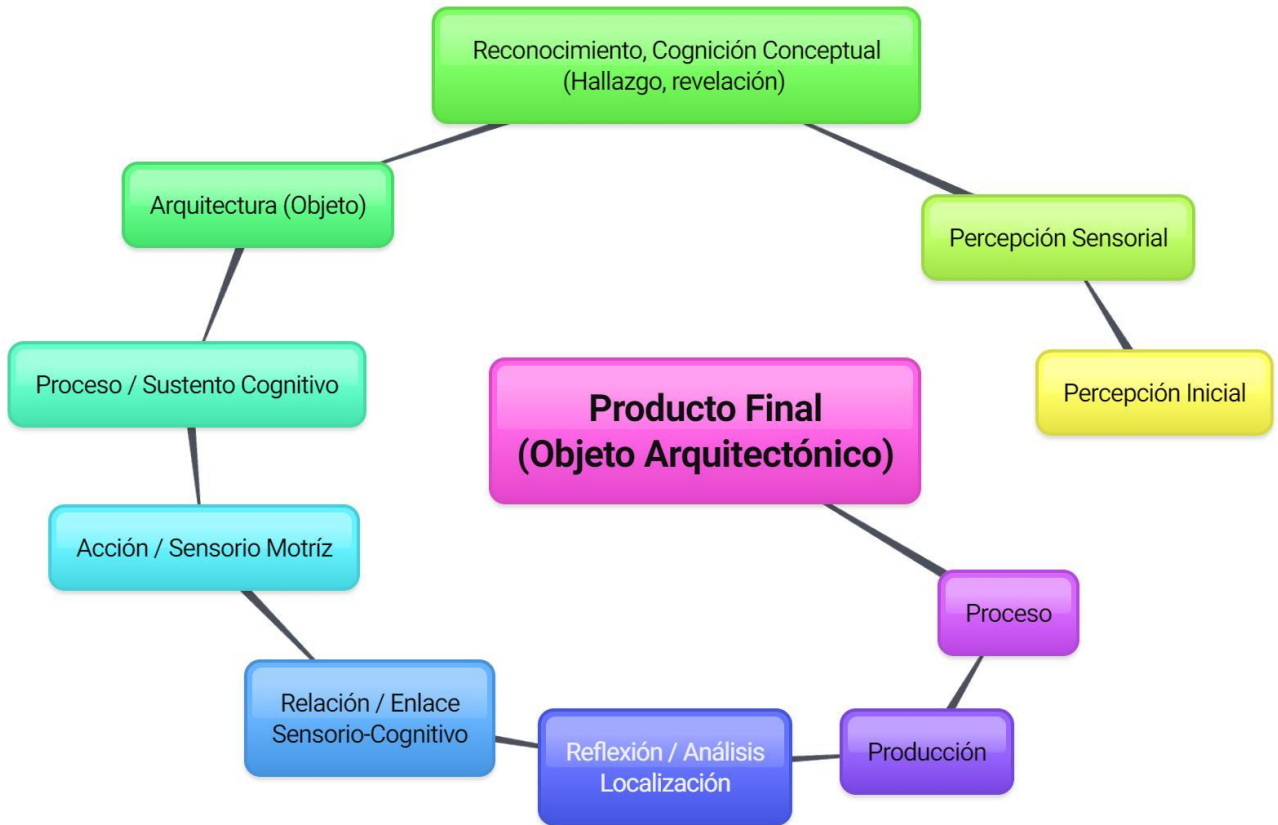 Reconocimiento, Cognición Conceptual
(Hallazgo, revelación)
Arquitectura (Objeto)
Percepción Sensorial
Proceso / Sustento Cognitivo
Percepción Inicial
Producto Final
(Objeto Arquitectónico)
Acción / Sensorio Motríz
Proceso
Relación / Enlace
Sensorio-Cognitivo
Reflexión / Análisis
Localización
Producción